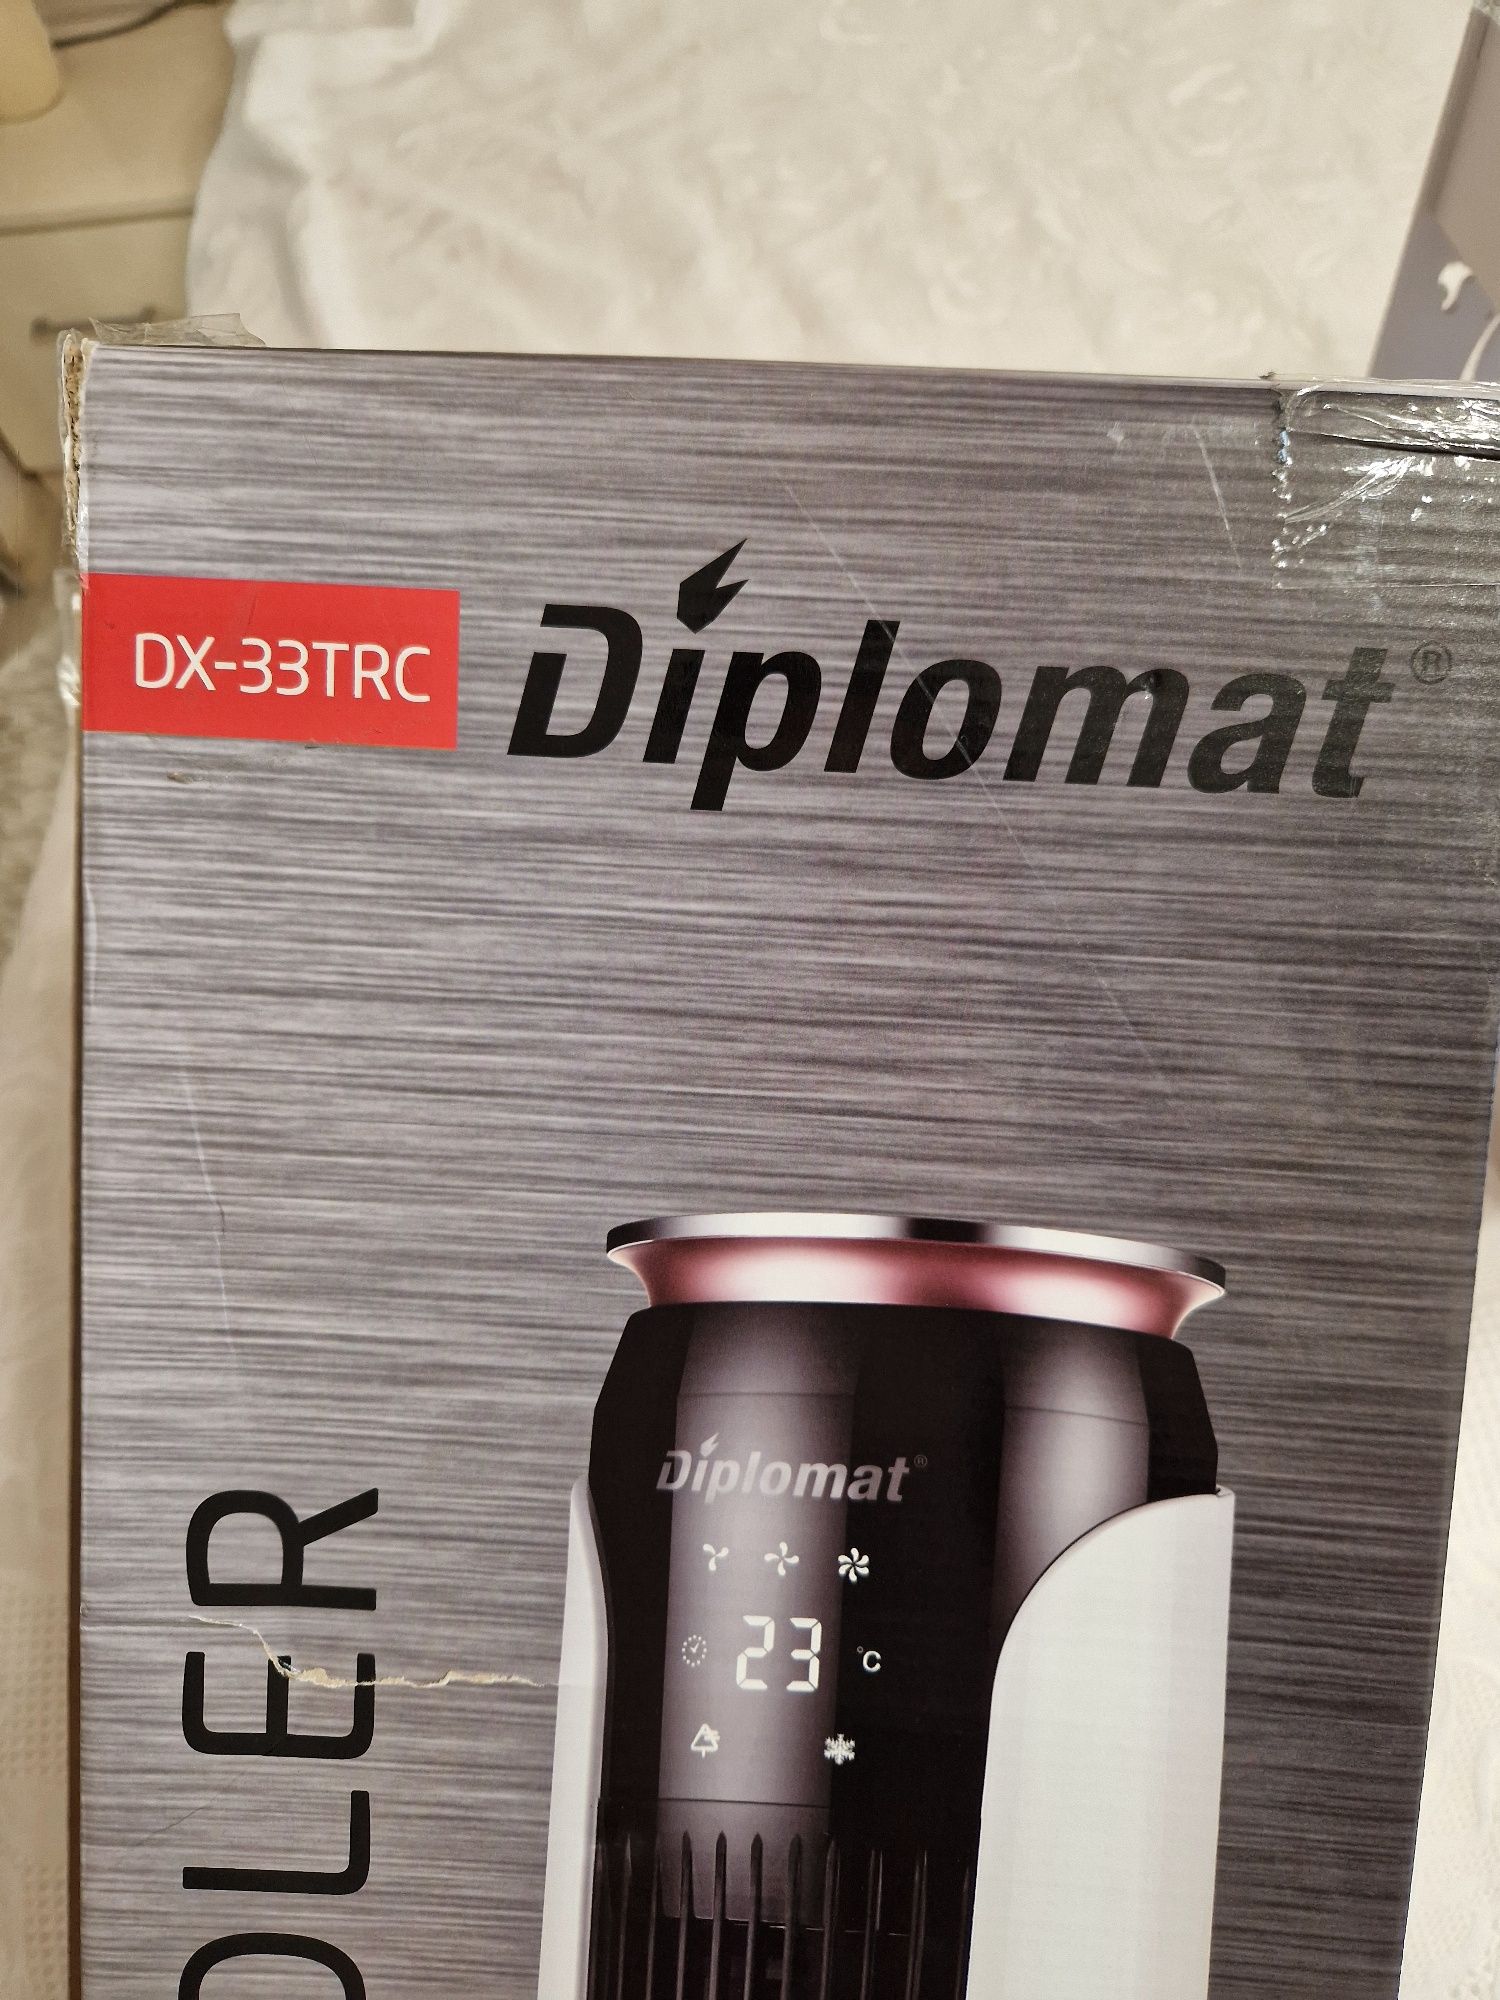 DX-33TRC
Diplomat®
Diplomat®
23 °C
OLER